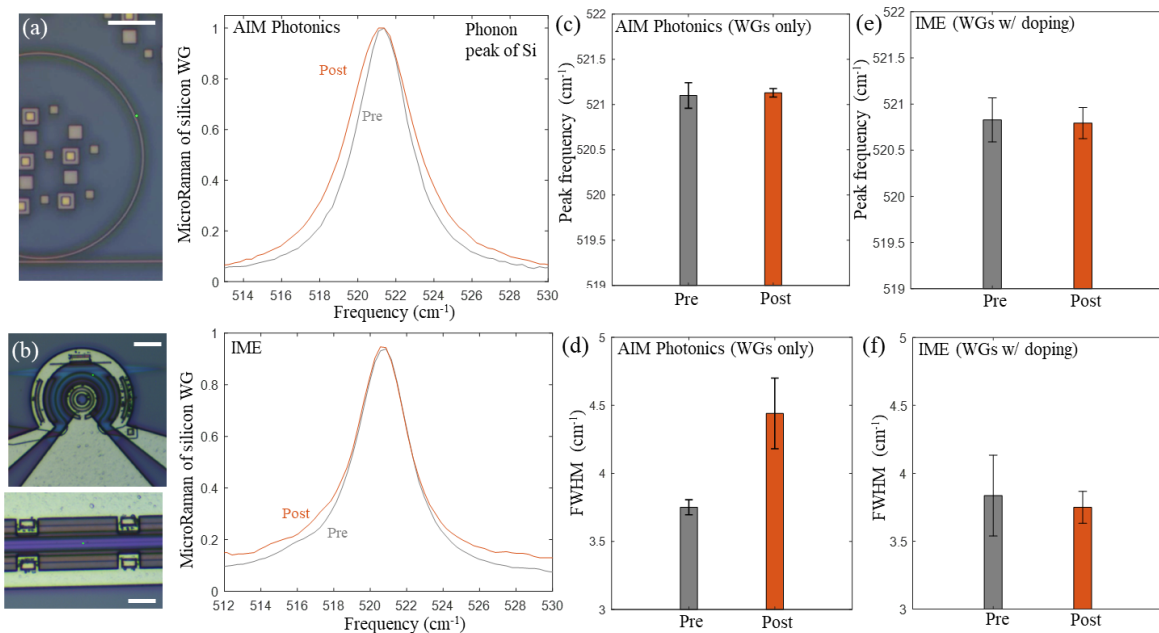 (a)
AIM Photonics
Phonon
peak of Si
Post
Pre
MicroRaman of silicon WG
1
0.8
0.6
0.4
0.2
0
514 516 518 520 522 524 526 528 530
Frequency (cm-1)
(c)
AIM Photonics (WGs only)
Peak frequency (cm-1)
522
521.5
521
520.5
520
519.5
519
Pre Post
(e)
IME (WGs w/ doping)
Peak frequency (cm-1)
522
521.5
521
520.5
520
519.5
519
Pre Post
(b)
IME
Post
Pre
MicroRaman of silicon WG
1
0.8
0.6
0.4
0.2
0
512 514 516 518 520 522 524 526 528 530
Frequency (cm-1)
(d)
AIM Photonics (WGs only)
FWHM (cm-1)
5
4.5
4
3.5
3
Pre Post
(f)
IME (WGs w/ doping)
FWHM (cm-1)
5
4.5
4
3.5
3
Pre Post